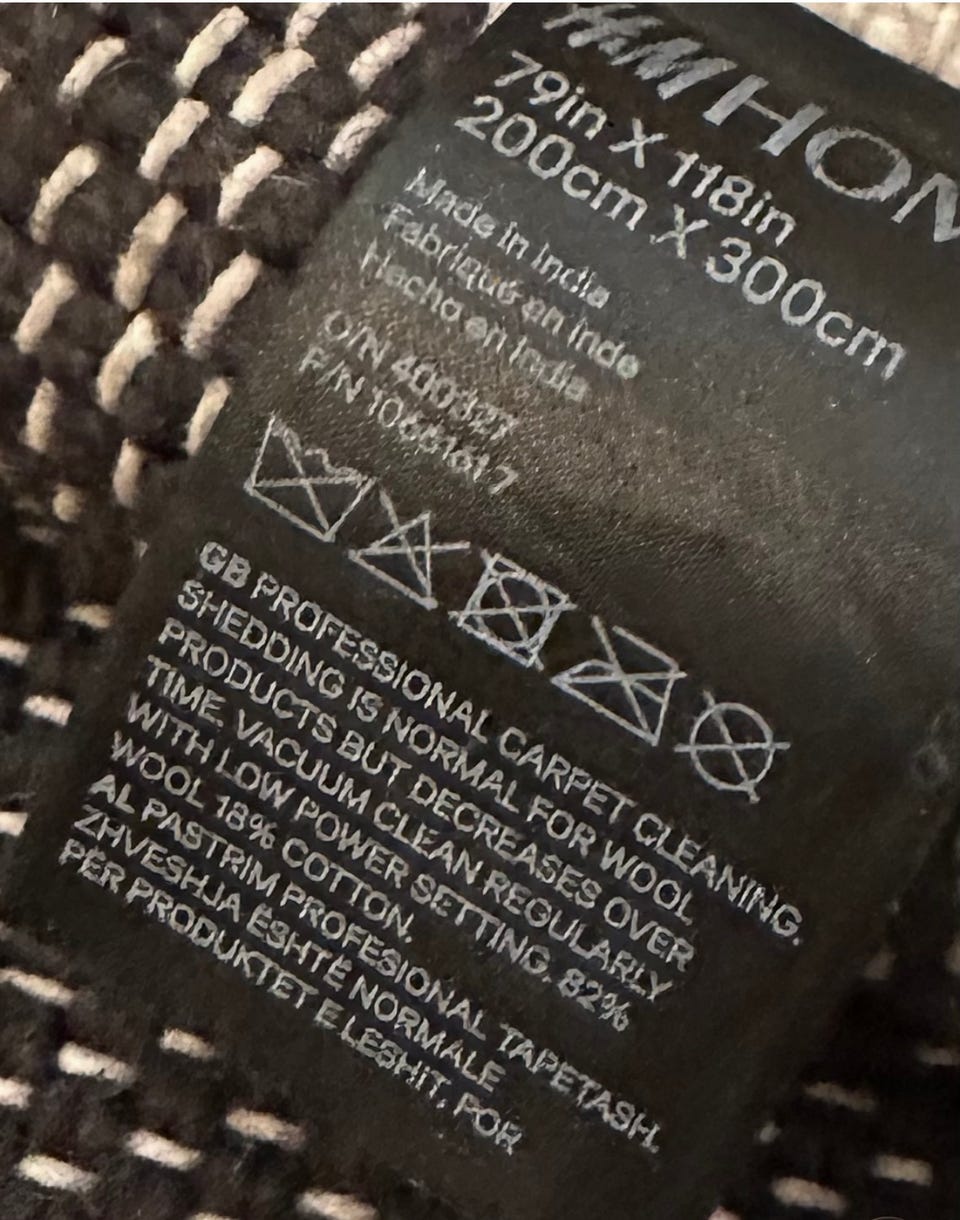 H&M HOM
79in X 118in
200cm X 300cm
Made in India
Fabriqué en Inde
Hecho en India
O/N 400327
GB PROFESSIONAL CARPET CLEANING.
SHEDDING IS NORMAL FOR WOOL
PRODUCTS BUT DECREASES OVER
TIME. VACUUM CLEAN REGULARLY
WITH LOW POWER SETTING. 82%
WOOL 18% COTTON.
AL PASTRIM PROFESIONAL TAPETASH.
ZHVESHJA ËSHTË NORMALE
PËR PRODUKTET E LESHIT, POR